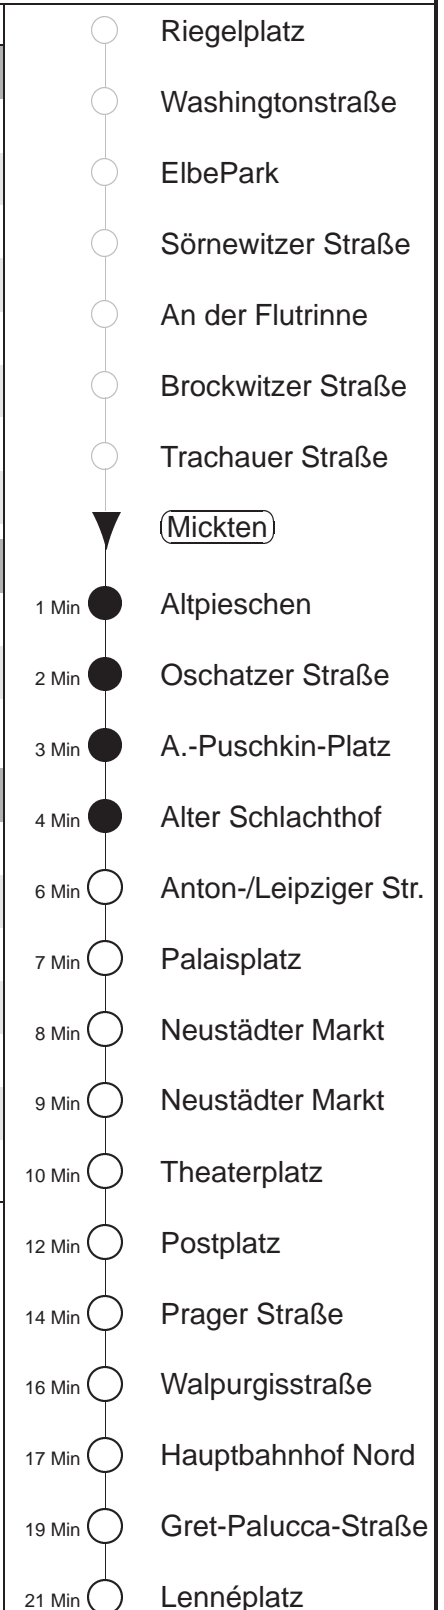 Riegelplatz
Washingtonstraße
ElbePark
Sörnewitzer Straße
An der Flutrinne
Brockwitzer Straße
Trachauer Straße
Mickten
1 Min Altpieschen
2 Min Oschatzer Straße
3 Min A.-Puschkin-Platz
4 Min Alter Schlachthof
6 Min Anton-/Leipziger Str.
7 Min Palaisplatz
8 Min Neustädter Markt
9 Min Neustädter Markt
10 Min Theaterplatz
12 Min Postplatz
14 Min Prager Straße
16 Min Walpurgisstraße
17 Min Hauptbahnhof Nord
19 Min Gret-Palucca-Straße
21 Min Lennéplatz